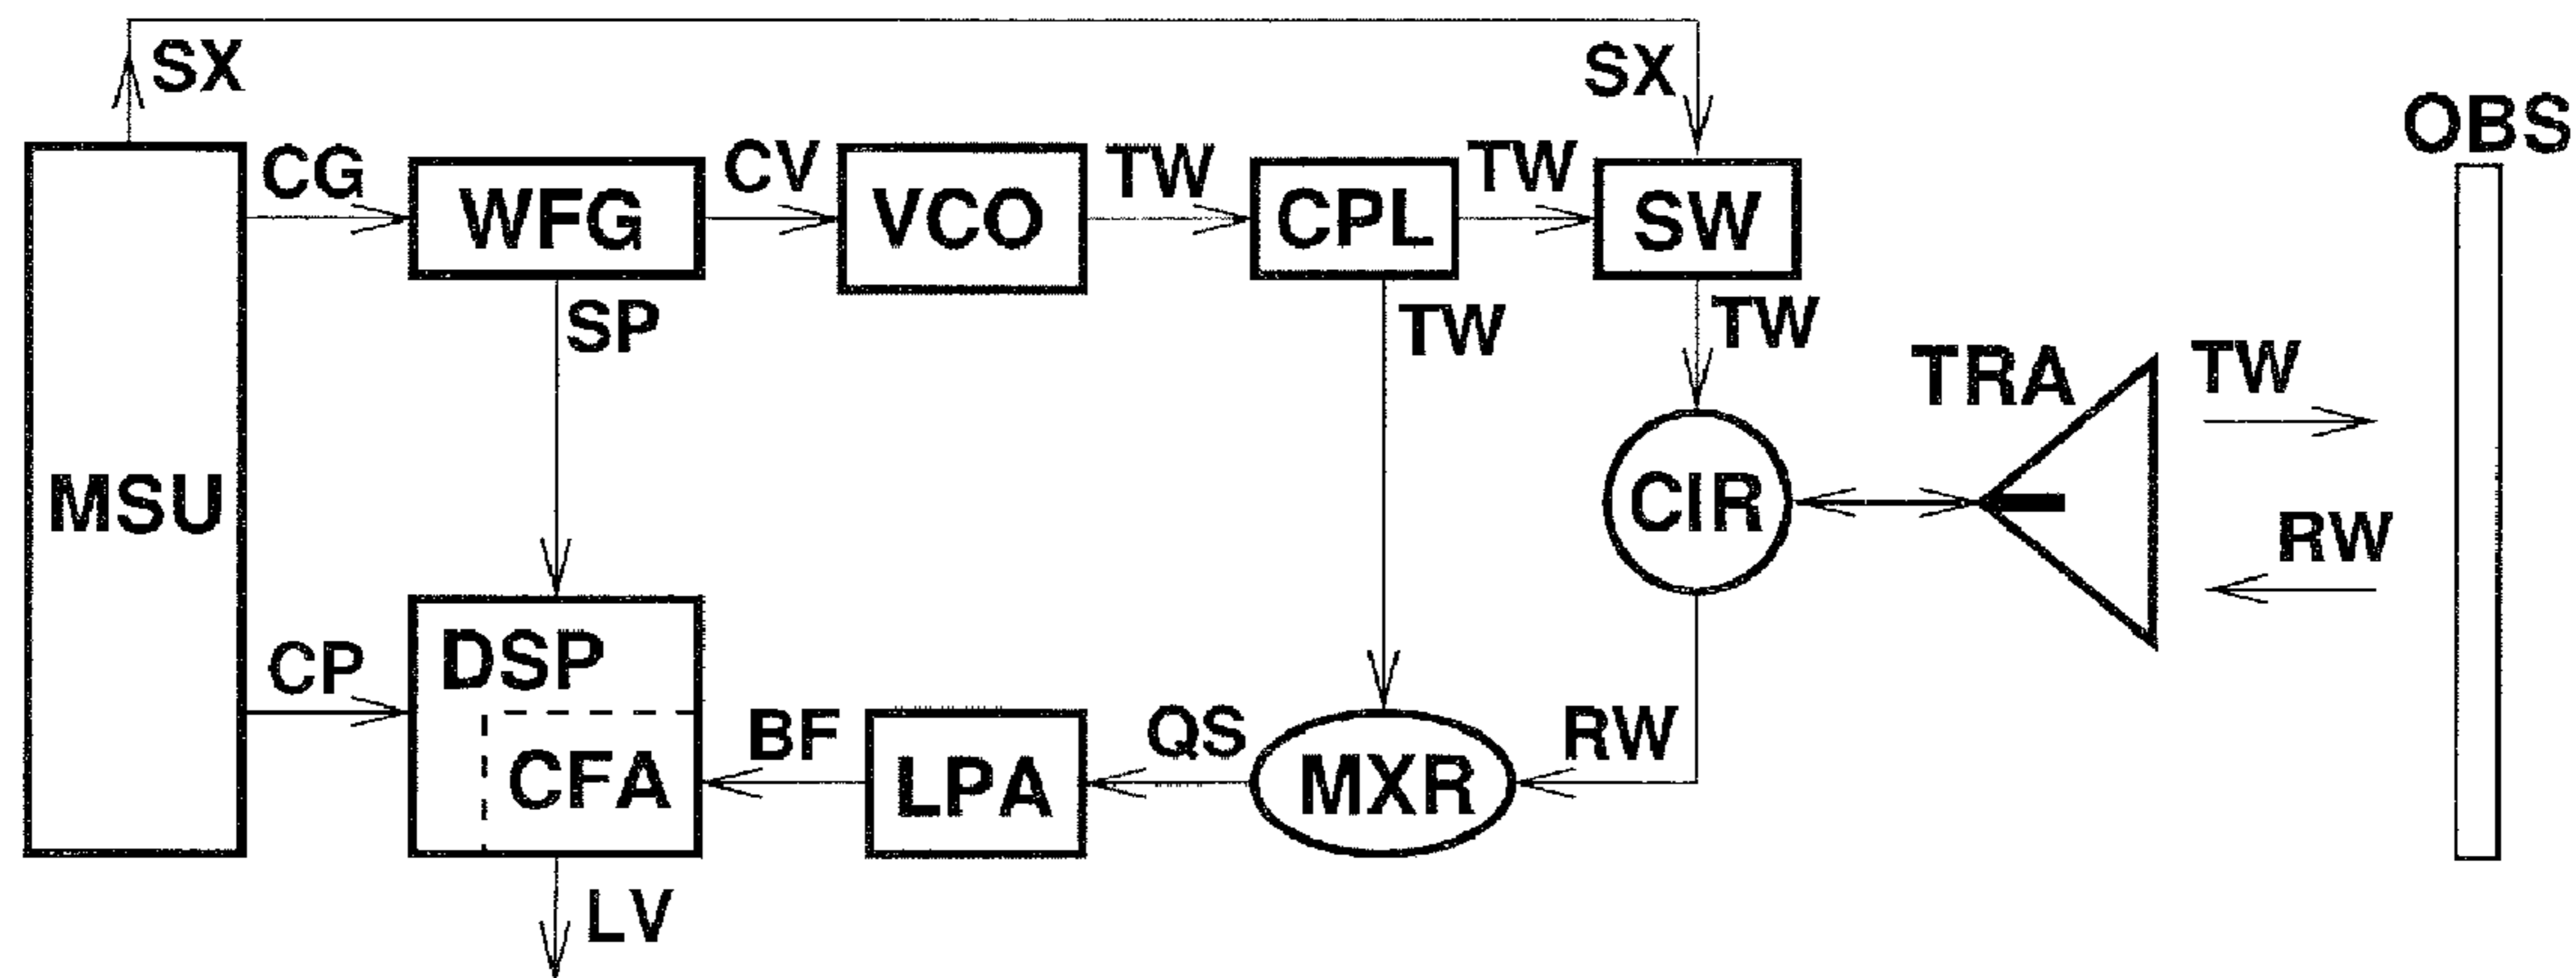 SX
SX
OBS
CG
WFG
CV
VCO
TW
CPL
TW
SW
SP
TW
TW
TRA
TW
MSU
CIR
RW
CP
DSP
CFA
BF
LPA
QS
MXR
RW
LV